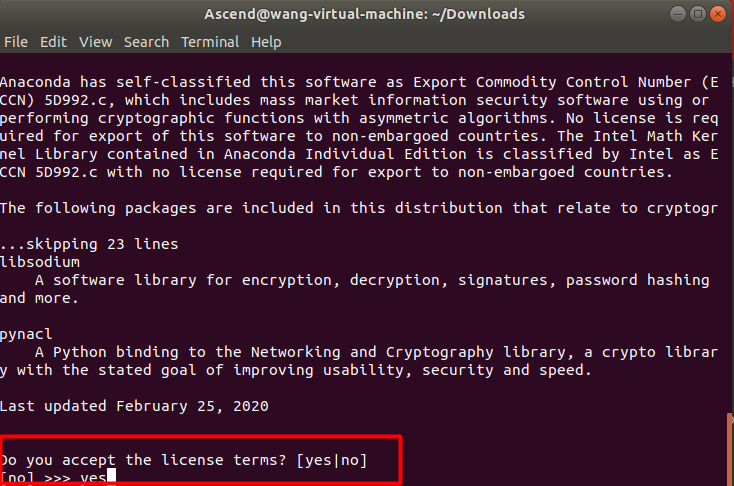 Ascend@wang-virtual-machine: ~/Downloads
File Edit View Search Terminal Help
Anaconda has self-classified this software as Export Commodity Control Number (E
CCN) 5D992.c, which includes mass market information security software using or
performing cryptographic functions with asymmetric algorithms. No license is req
uired for export of this software to non-embargoed countries. The Intel Math Ker
nel Library contained in Anaconda Individual Edition is classified by Intel as E
CCN 5D992.c with no license required for export to non-embargoed countries.
The following packages are included in this distribution that relate to cryptogr
...skipping 23 lines
libsodium
A software library for encryption, decryption, signatures, password hashing
and more.
pynacl
A Python binding to the Networking and Cryptography library, a crypto librar
y with the stated goal of improving usability, security and speed.
Last updated February 25, 2020
Do you accept the license terms? [yes|no]
[no] >>> yes